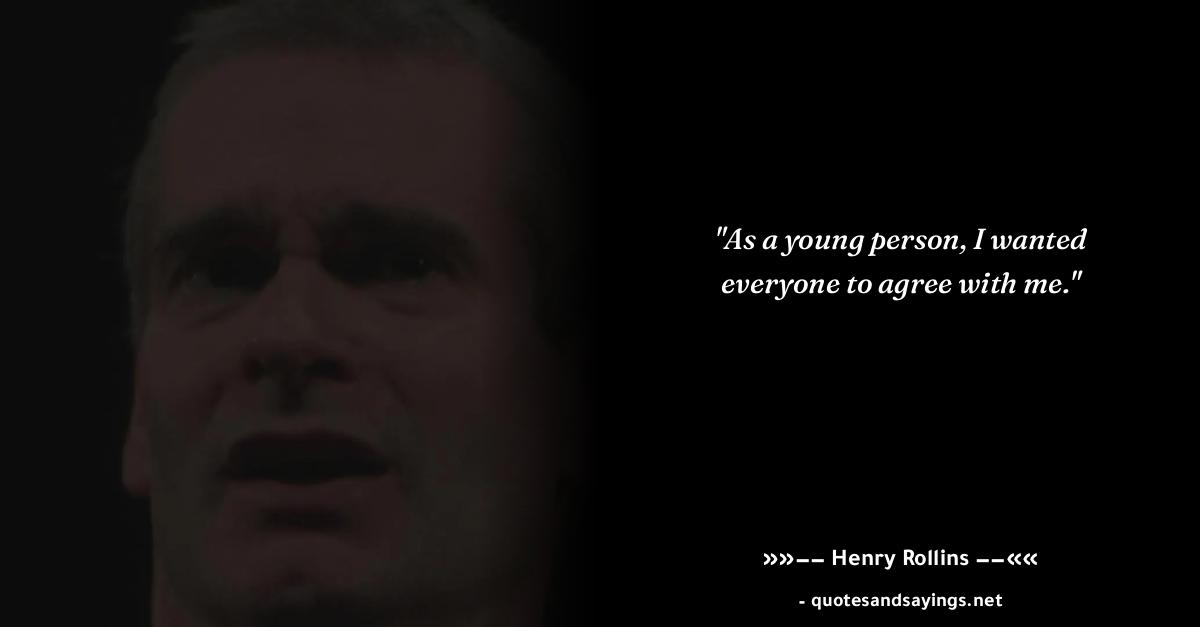 "As a young person, I wanted
everyone to agree with me."
»»—— Henry Rollins ——««
- quotesandsayings.net